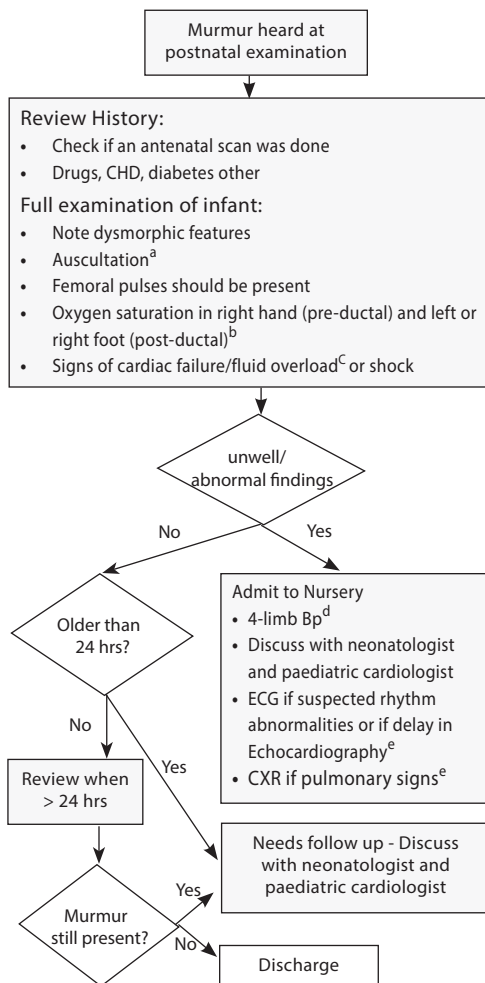 Murmur heard at
postnatal examination
Review History:
• Check if an antenatal scan was done
• Drugs, CHD, diabetes other
Full examination of infant:
• Note dysmorphic features
• Auscultationᵃ
• Femoral pulses should be present
• Oxygen saturation in right hand (pre-ductal) and left or
right foot (post-ductal)ᵇ
• Signs of cardiac failure/fluid overloadᶜ or shock
unwell/
abnormal findings
No
Yes
Older than
24 hrs?
Admit to Nursery
• 4-limb Bpᵈ
• Discuss with neonatologist
and paediatric cardiologist
• ECG if suspected rhythm
abnormalities or if delay in
Echocardiographyᵉ
• CXR if pulmonary signsᵉ
No
Yes
Review when
> 24 hrs
Needs follow up - Discuss
with neonatologist and
paediatric cardiologist
Murmur
still present?
Yes
No
Discharge